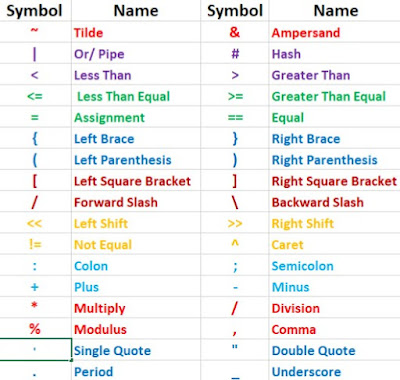 Symbol Name Symbol Name
~ Tilde & Ampersand
| Or/ Pipe # Hash
< Less Than > Greater Than
<= Less Than Equal >= Greater Than Equal
= Assignment == Equal
{ Left Brace } Right Brace
( Left Parenthesis ) Right Parenthesis
[ Left Square Bracket ] Right Square Bracket
/ Forward Slash \ Backward Slash
<< Left Shift >> Right Shift
!= Not Equal ^ Caret
: Colon ; Semicolon
+ Plus - Minus
* Multiply / Division
% Modulus , Comma
' Single Quote " Double Quote
. Period _ Underscore